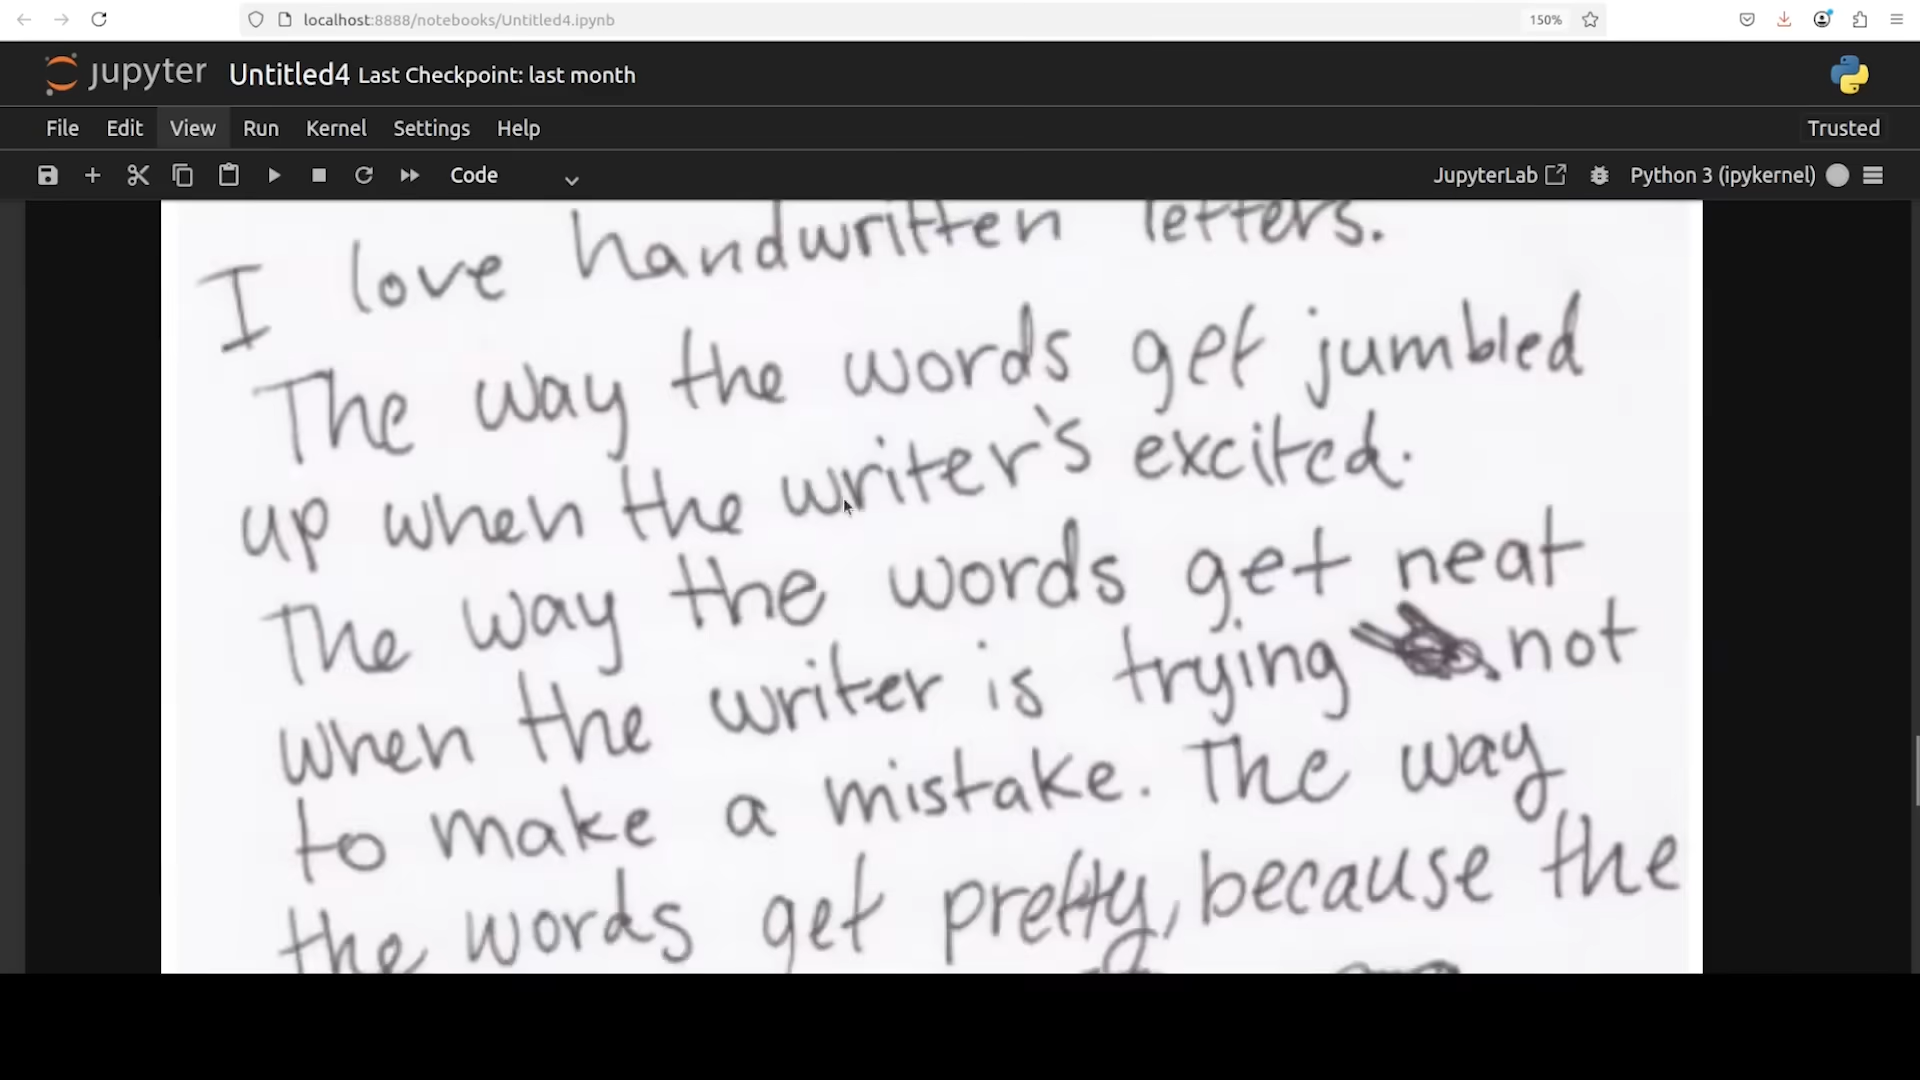 localhost:8888/notebooks/Untitled4.ipynb 150%
jupyter Untitled4 Last Checkpoint: last month
File Edit View Run Kernel Settings Help Trusted
Code JupyterLab Python 3 (ipykernel)
I love handwritten letters.
The way the words get jumbled
up when the writer's excited.
The way the words get neat
when the writer is trying not
to make a mistake. The way
the words get pretty, because the